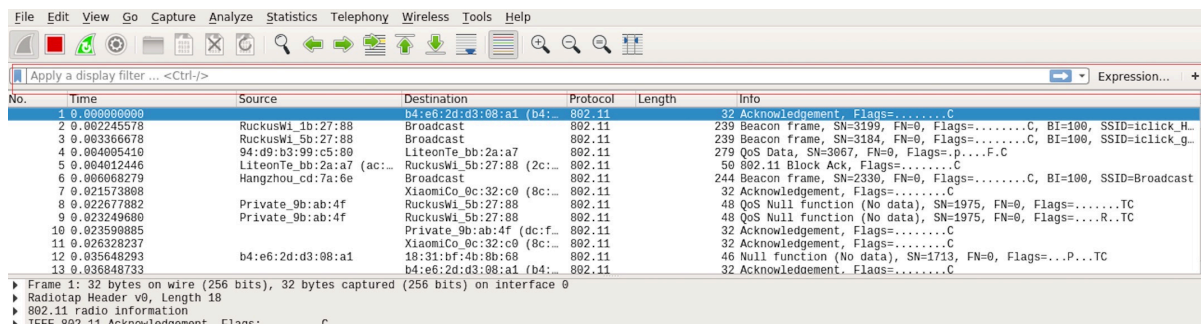 File Edit View Go Capture Analyze Statistics Telephony Wireless Tools Help
Apply a display filter ... <Ctrl-/> Expression... +
No. Time Source Destination Protocol Length Info
1 0.000000000 b4:e6:2d:d3:08:a1 (b4:… 802.11 32 Acknowledgement, Flags=........C
2 0.002245578 RuckusWi_1b:27:88 Broadcast 802.11 239 Beacon frame, SN=3199, FN=0, Flags=........C, BI=100, SSID=iclick_H…
3 0.003366678 RuckusWi_5b:27:88 Broadcast 802.11 239 Beacon frame, SN=3184, FN=0, Flags=........C, BI=100, SSID=iclick_g…
4 0.004005410 94:d9:b3:99:c5:80 LiteonTe_bb:2a:a7 802.11 279 QoS Data, SN=3067, FN=0, Flags=.p....F.C
5 0.004012446 LiteonTe_bb:2a:a7 (ac:… RuckusWi_5b:27:88 (2c:… 802.11 50 802.11 Block Ack, Flags=........C
6 0.006068279 Hangzhou_cd:7a:6e Broadcast 802.11 244 Beacon frame, SN=2330, FN=0, Flags=........C, BI=100, SSID=Broadcast
7 0.021573808 XiaomiCo_0c:32:c0 (8c:… 802.11 32 Acknowledgement, Flags=........C
8 0.022677882 Private_9b:ab:4f RuckusWi_5b:27:88 802.11 48 QoS Null function (No data), SN=1975, FN=0, Flags=.......TC
9 0.023249680 Private_9b:ab:4f RuckusWi_5b:27:88 802.11 48 QoS Null function (No data), SN=1975, FN=0, Flags=....R..TC
10 0.023590885 Private_9b:ab:4f (dc:f… 802.11 32 Acknowledgement, Flags=........C
11 0.026328237 XiaomiCo_0c:32:c0 (8c:… 802.11 32 Acknowledgement, Flags=........C
12 0.035648293 b4:e6:2d:d3:08:a1 18:31:bf:4b:8b:68 802.11 46 Null function (No data), SN=1713, FN=0, Flags=...P...TC
13 0.036848733 b4:e6:2d:d3:08:a1 (b4:… 802.11 32 Acknowledgement, Flags=........C
Frame 1: 32 bytes on wire (256 bits), 32 bytes captured (256 bits) on interface 0
Radiotap Header v0, Length 18
802.11 radio information
IEEE 802.11 Acknowledgement, Flags: ........C